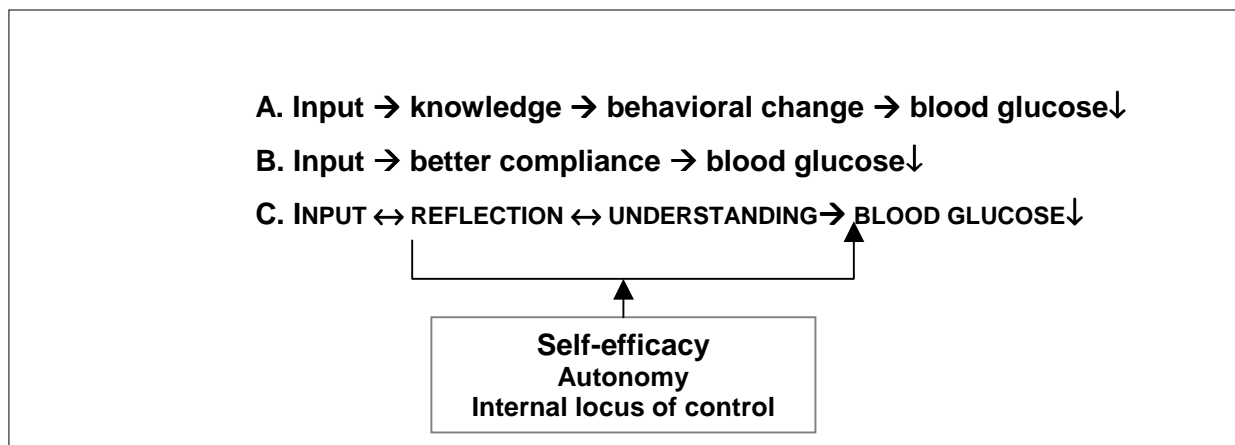 A. Input → knowledge → behavioral change → blood glucose↓
B. Input → better compliance → blood glucose↓
C. INPUT ↔ REFLECTION ↔ UNDERSTANDING→ BLOOD GLUCOSE↓
Self-efficacy
Autonomy
Internal locus of control